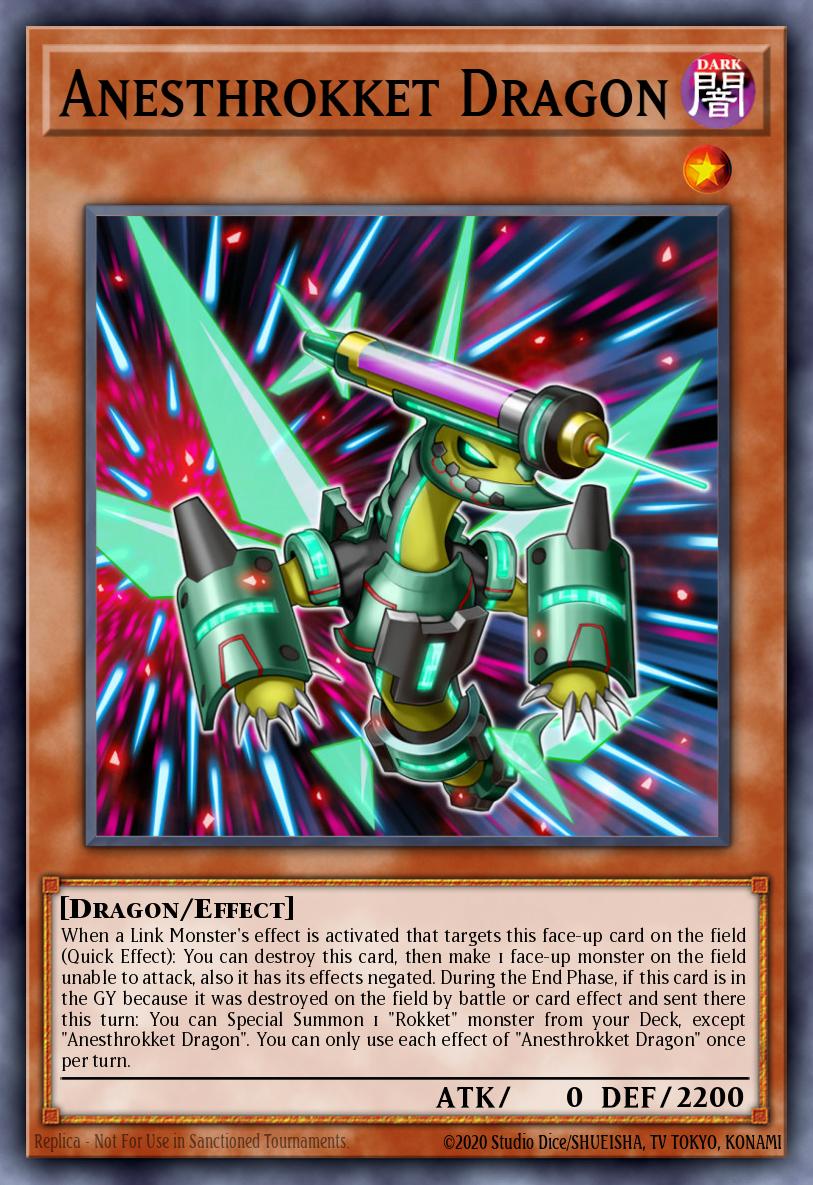 Anesthrokket Dragon
DARK
闇
[Dragon/Effect]
When a Link Monster's effect is activated that targets this face-up card on the field
(Quick Effect): You can destroy this card, then make 1 face-up monster on the field
unable to attack, also it has its effects negated. During the End Phase, if this card is in
the GY because it was destroyed on the field by battle or card effect and sent there
this turn: You can Special Summon 1 "Rokket" monster from your Deck, except
"Anesthrokket Dragon". You can only use each effect of "Anesthrokket Dragon" once
per turn.
ATK/ 0 DEF/2200
Replica - Not For Use in Sanctioned Tournaments.
©2020 Studio Dice/SHUEISHA, TV TOKYO, KONAMI